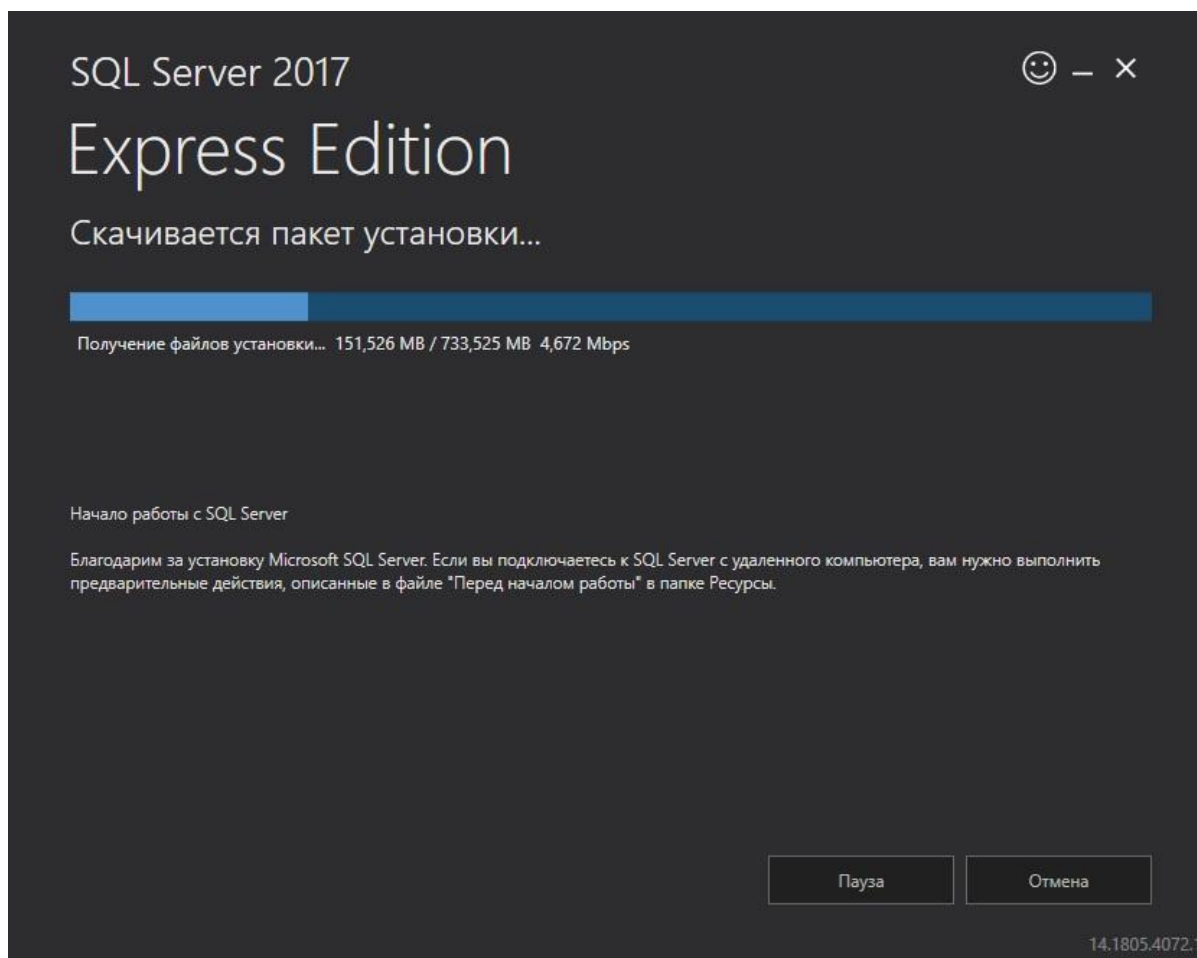 SQL Server 2017
Express Edition
Скачивается пакет установки...
Получение файлов установки... 151,526 MB / 733,525 MB 4,672 Mbps
Начало работы с SQL Server
Благодарим за установку Microsoft SQL Server. Если вы подключаетесь к SQL Server с удаленного компьютера, вам нужно выполнить
предварительные действия, описанные в файле "Перед началом работы" в папке Ресурсы.
Пауза Отмена
14.1805.4072.